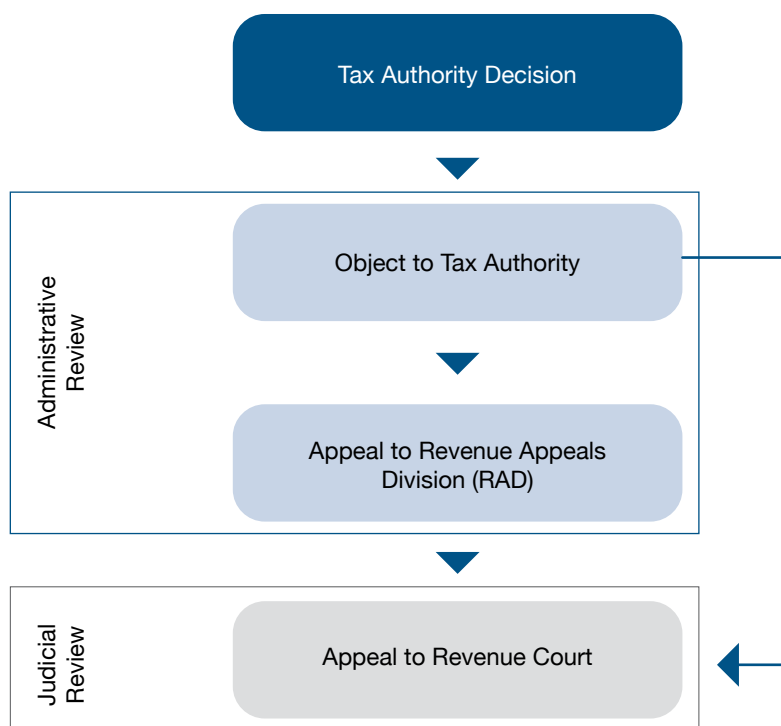 Tax Authority Decision
Administrative
Review
Object to Tax Authority
Appeal to Revenue Appeals
Division (RAD)
Judicial
Review
Appeal to Revenue Court